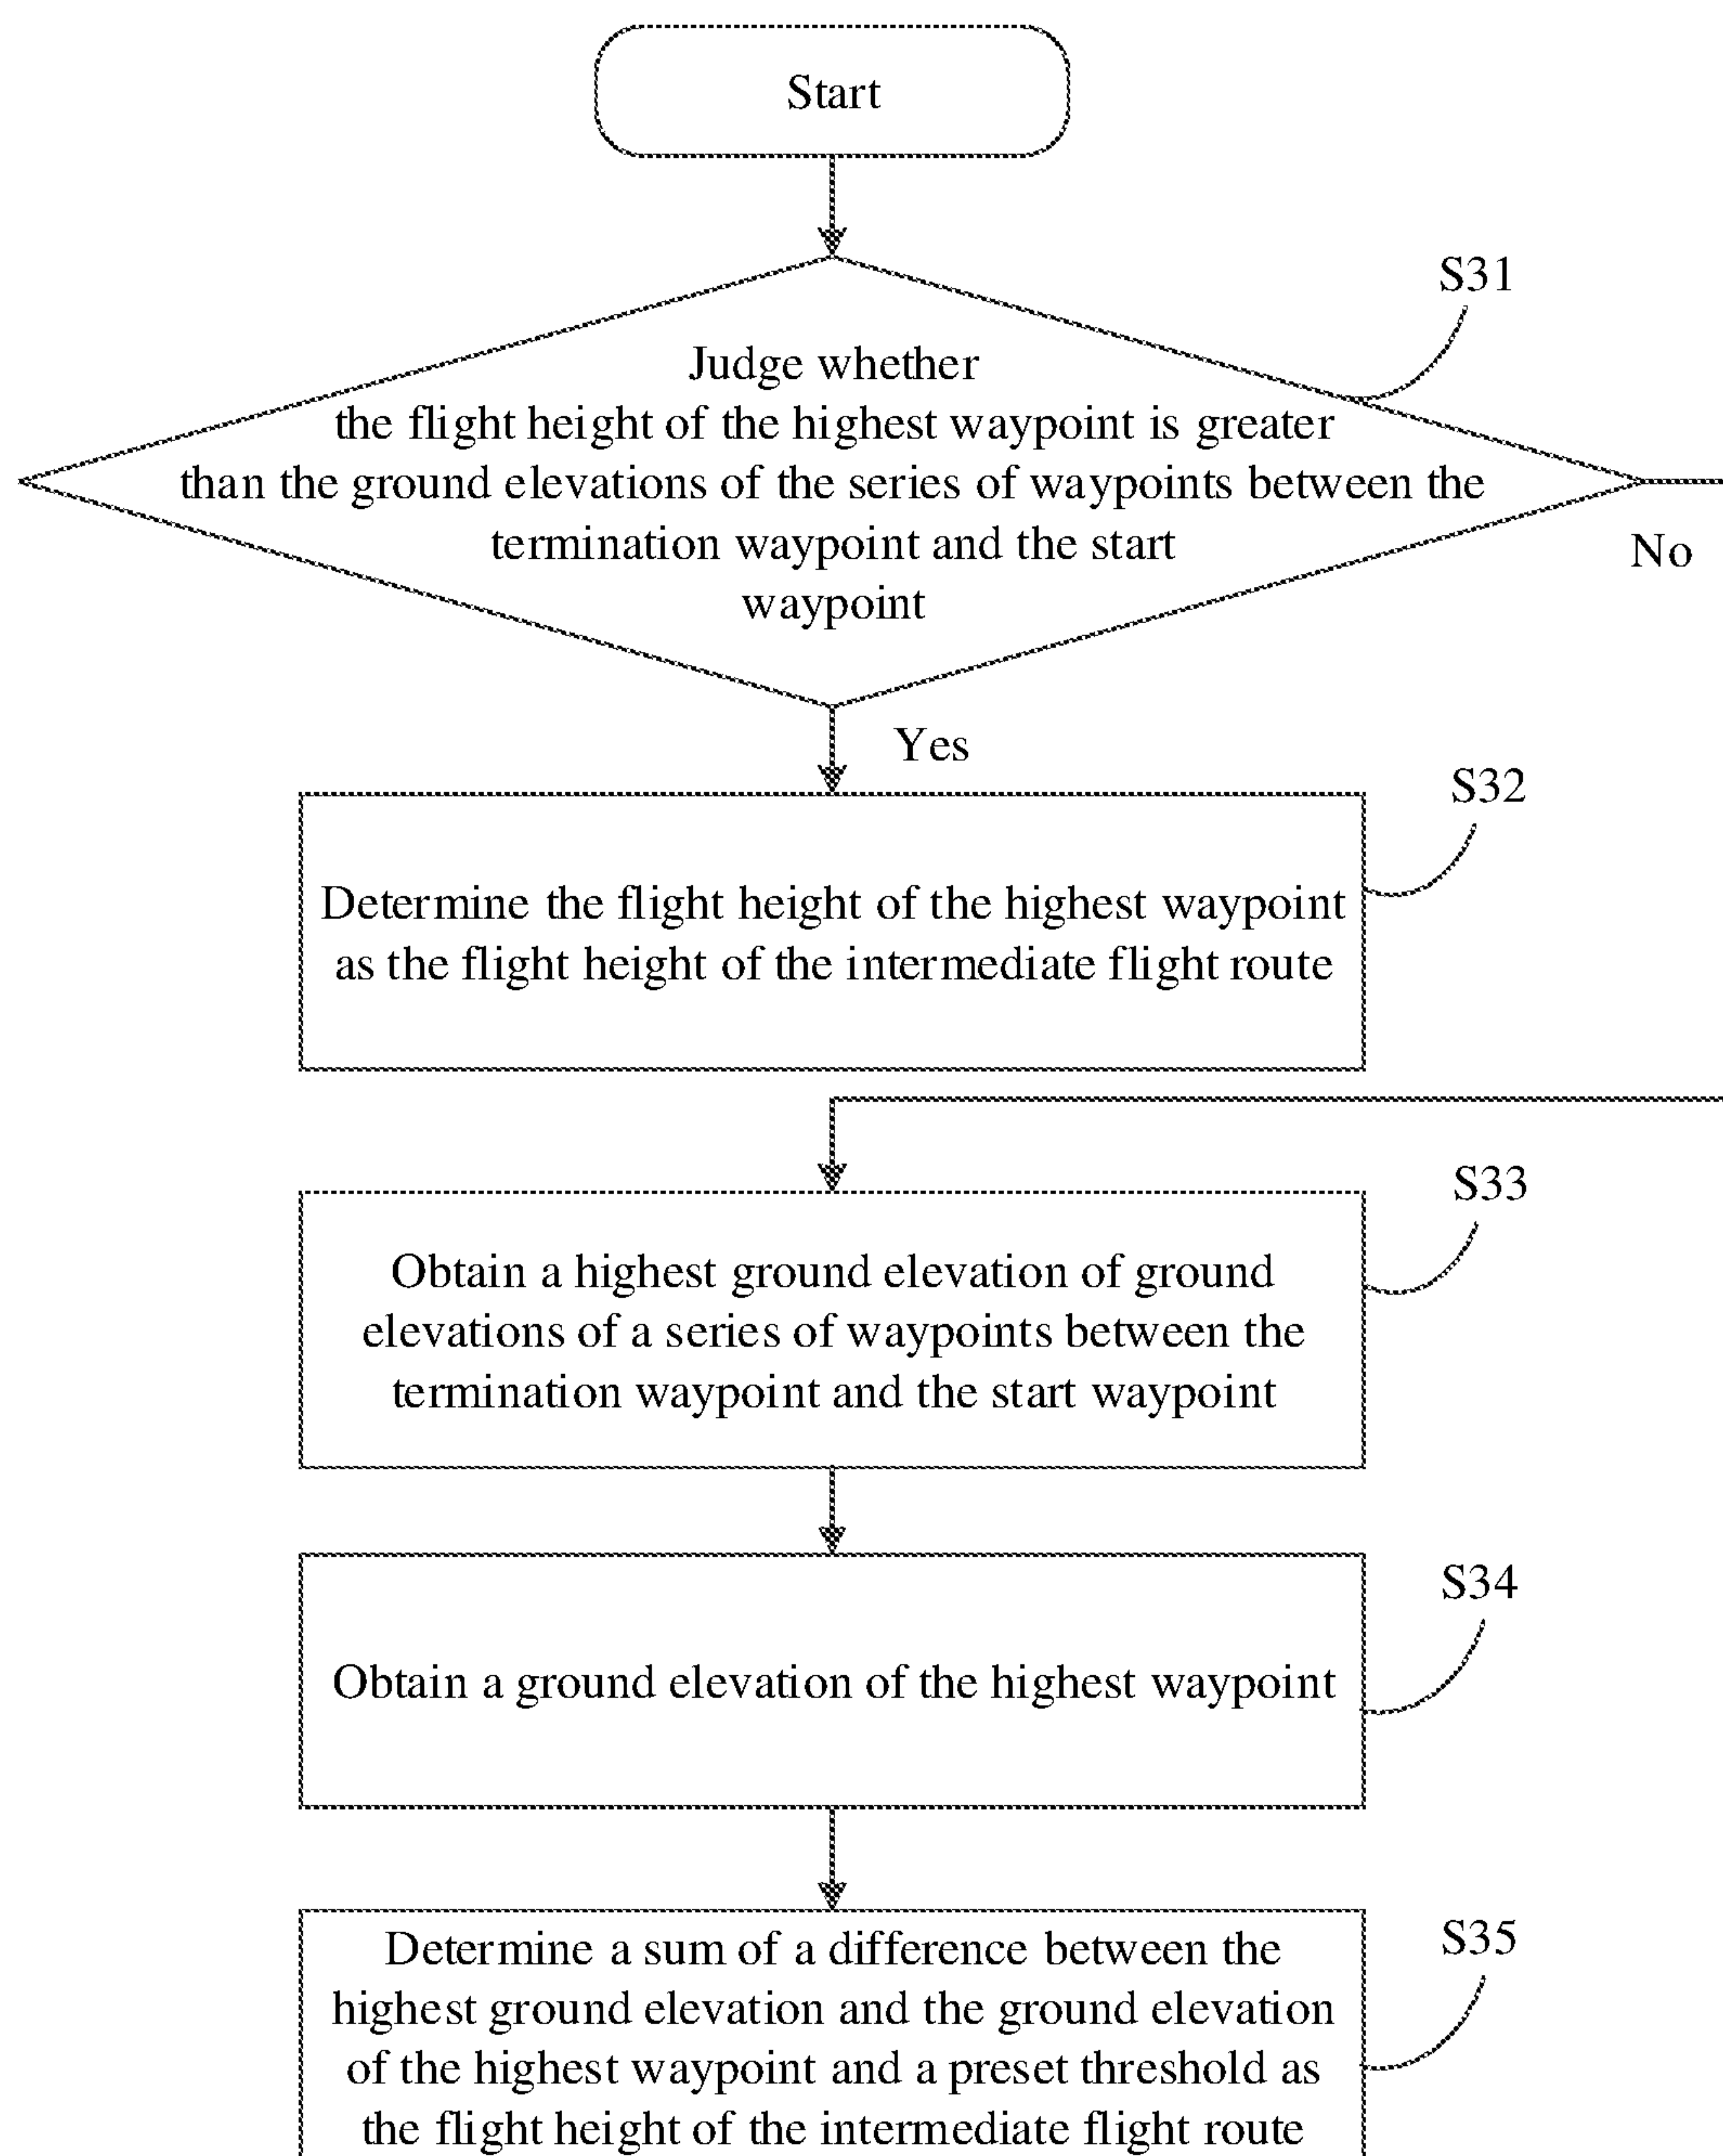 Start
S31
Judge whether
the flight height of the highest waypoint is greater
than the ground elevations of the series of waypoints between the
termination waypoint and the start
waypoint
No
Yes
S32
Determine the flight height of the highest waypoint
as the flight height of the intermediate flight route
S33
Obtain a highest ground elevation of ground
elevations of a series of waypoints between the
termination waypoint and the start waypoint
S34
Obtain a ground elevation of the highest waypoint
S35
Determine a sum of a difference between the
highest ground elevation and the ground elevation
of the highest waypoint and a preset threshold as
the flight height of the intermediate flight route